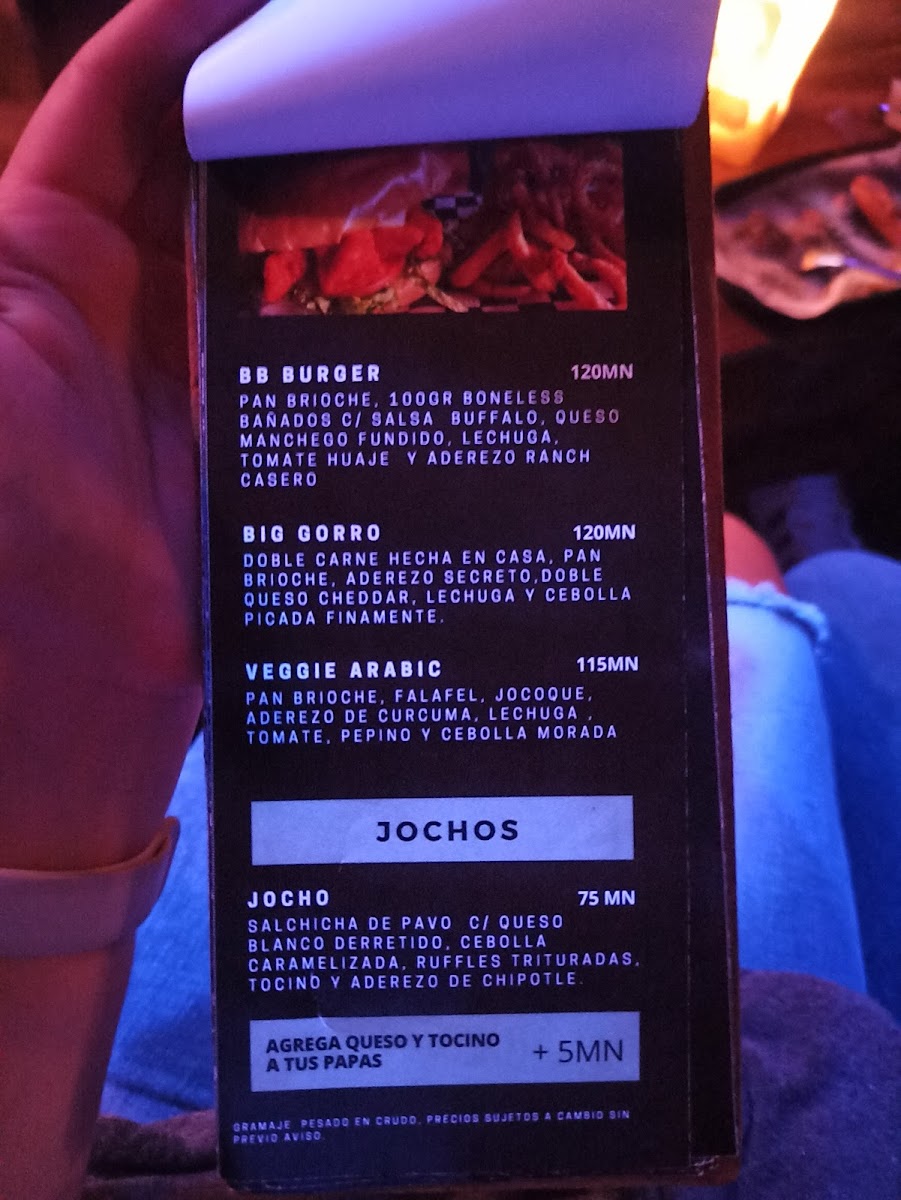 BB BURGER 120MN
PAN BRIOCHE, 100GR BONELESS
BAÑADOS C/ SALSA BUFFALO, QUESO
MANCHEGO FUNDIDO, LECHUGA,
TOMATE HUAJE Y ADEREZO RANCH
CASERO
BIG GORRO 120MN
DOBLE CARNE HECHA EN CASA, PAN
BRIOCHE, ADEREZO SECRETO,DOBLE
QUESO CHEDDAR, LECHUGA Y CEBOLLA
PICADA FINAMENTE.
VEGGIE ARABIC 115MN
PAN BRIOCHE, FALAFEL, JOCOQUE,
ADEREZO DE CURCUMA, LECHUGA ,
TOMATE, PEPINO Y CEBOLLA MORADA
JOCHOS
JOCHO 75 MN
SALCHICHA DE PAVO C/ QUESO
BLANCO DERRETIDO, CEBOLLA
CARAMELIZADA, RUFFLES TRITURADAS,
TOCINO Y ADEREZO DE CHIPOTLE.
AGREGA QUESO Y TOCINO
A TUS PAPAS + 5MN
GRAMAJE PESADO EN CRUDO, PRECIOS SUJETOS A CAMBIO SIN
PREVIO AVISO.